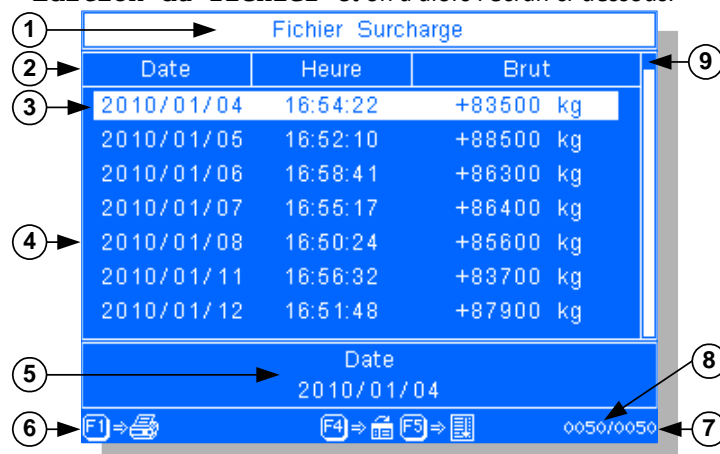 Fichier Surcharge
Date Heure Brut
2010/01/04 16:54:22 +83500 kg
2010/01/05 16:52:10 +88500 kg
2010/01/06 16:58:41 +86300 kg
2010/01/07 16:55:17 +86400 kg
2010/01/08 16:50:24 +85600 kg
2010/01/11 16:56:32 +83700 kg
2010/01/12 16:51:48 +87900 kg
Date
2010/01/04
F1 F4 F5 0050/0050
1
2
3
4
5
6
7
8
9